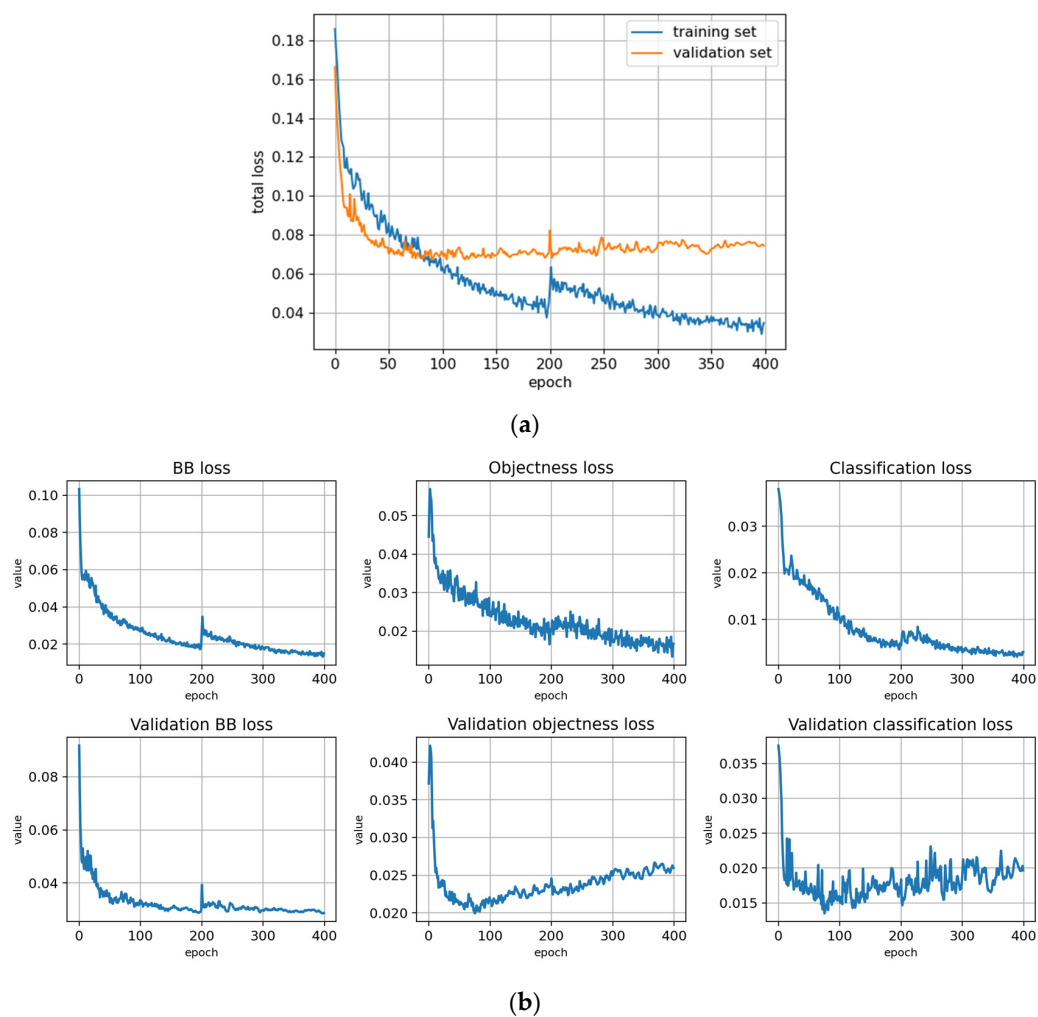 training set
validation set
total loss
0.18
0.16
0.14
0.12
0.10
0.08
0.06
0.04
0 50 100 150 200 250 300 350 400
epoch
(a)
BB loss
value
0.10
0.08
0.06
0.04
0.02
0 100 200 300 400
epoch
Objectness loss
value
0.05
0.04
0.03
0.02
0 100 200 300 400
epoch
Classification loss
value
0.03
0.02
0.01
0 100 200 300 400
epoch
Validation BB loss
value
0.08
0.06
0.04
0 100 200 300 400
epoch
Validation objectness loss
value
0.040
0.035
0.030
0.025
0.020
0 100 200 300 400
epoch
Validation classification loss
value
0.035
0.030
0.025
0.020
0.015
0 100 200 300 400
epoch
(b)